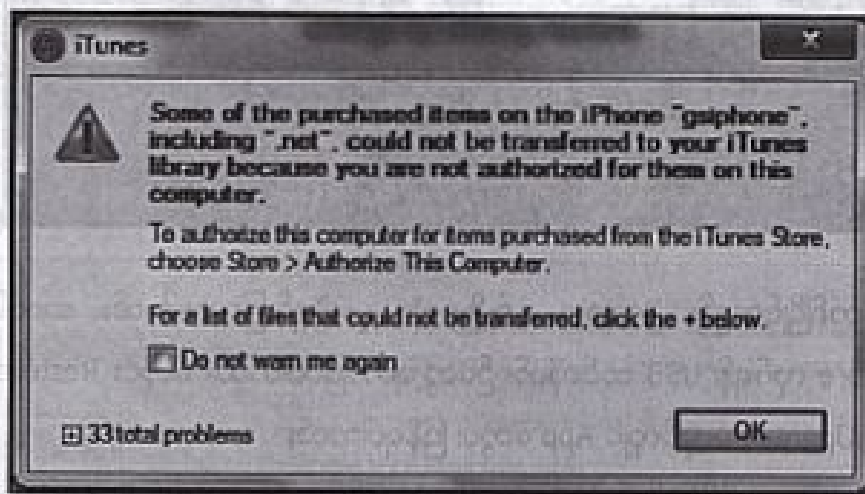 iTunes
Some of the purchased items on the iPhone "gsiphone",
including ".net", could not be transferred to your iTunes
library because you are not authorized for them on this
computer.
To authorize this computer for items purchased from the iTunes Store,
choose Store > Authorize This Computer.
For a list of files that could not be transferred, click the + below.
Do not warn me again
33 total problems
OK